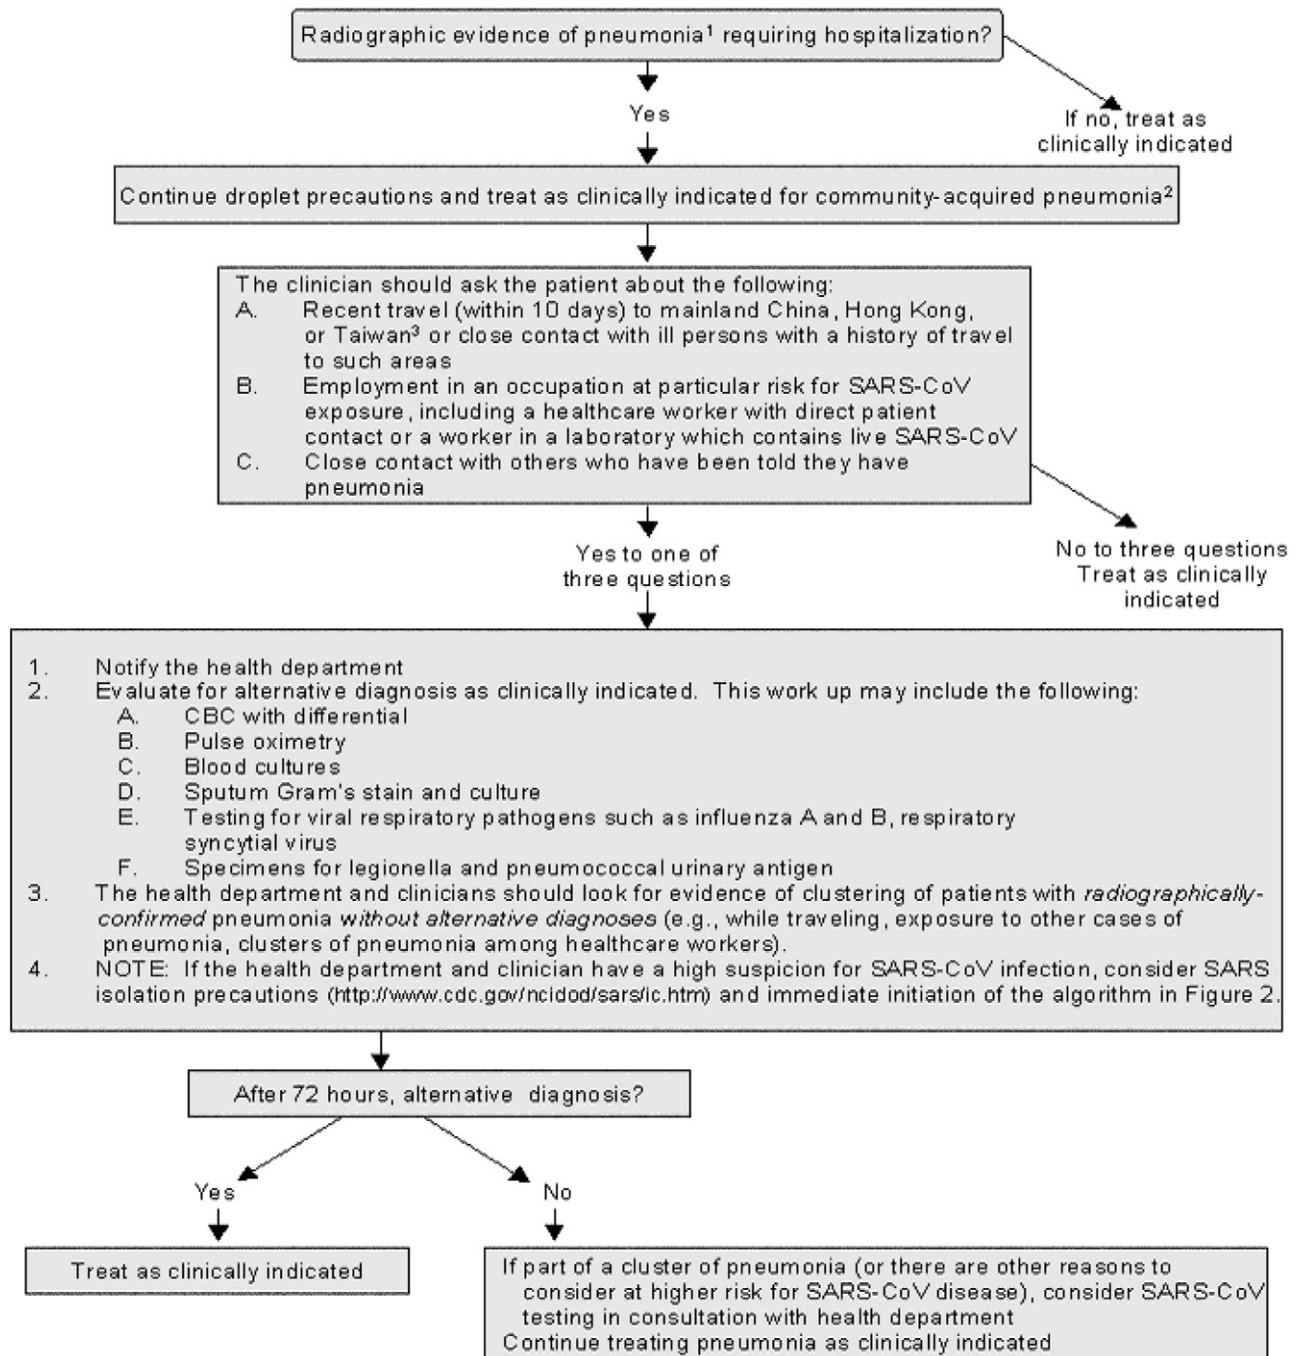 Radiographic evidence of pneumonia¹ requiring hospitalization?
Yes
If no, treat as
clinically indicated
Continue droplet precautions and treat as clinically indicated for community-acquired pneumonia²
The clinician should ask the patient about the following:
A. Recent travel (within 10 days) to mainland China, Hong Kong,
or Taiwan³ or close contact with ill persons with a history of travel
to such areas
B. Employment in an occupation at particular risk for SARS-CoV
exposure, including a healthcare worker with direct patient
contact or a worker in a laboratory which contains live SARS-CoV
C. Close contact with others who have been told they have
pneumonia
Yes to one of
three questions
No to three questions
Treat as clinically
indicated
1. Notify the health department
2. Evaluate for alternative diagnosis as clinically indicated. This work up may include the following:
A. CBC with differential
B. Pulse oximetry
C. Blood cultures
D. Sputum Gram's stain and culture
E. Testing for viral respiratory pathogens such as influenza A and B, respiratory
syncytial virus
F. Specimens for legionella and pneumococcal urinary antigen
3. The health department and clinicians should look for evidence of clustering of patients with radiographically-
confirmed pneumonia without alternative diagnoses (e.g., while traveling, exposure to other cases of
pneumonia, clusters of pneumonia among healthcare workers).
4. NOTE: If the health department and clinician have a high suspicion for SARS-CoV infection, consider SARS
isolation precautions (http://www.cdc.gov/ncidod/sars/ic.htm) and immediate initiation of the algorithm in Figure 2.
After 72 hours, alternative diagnosis?
Yes
No
Treat as clinically indicated
If part of a cluster of pneumonia (or there are other reasons to
consider at higher risk for SARS-CoV disease), consider SARS-CoV
testing in consultation with health department
Continue treating pneumonia as clinically indicated